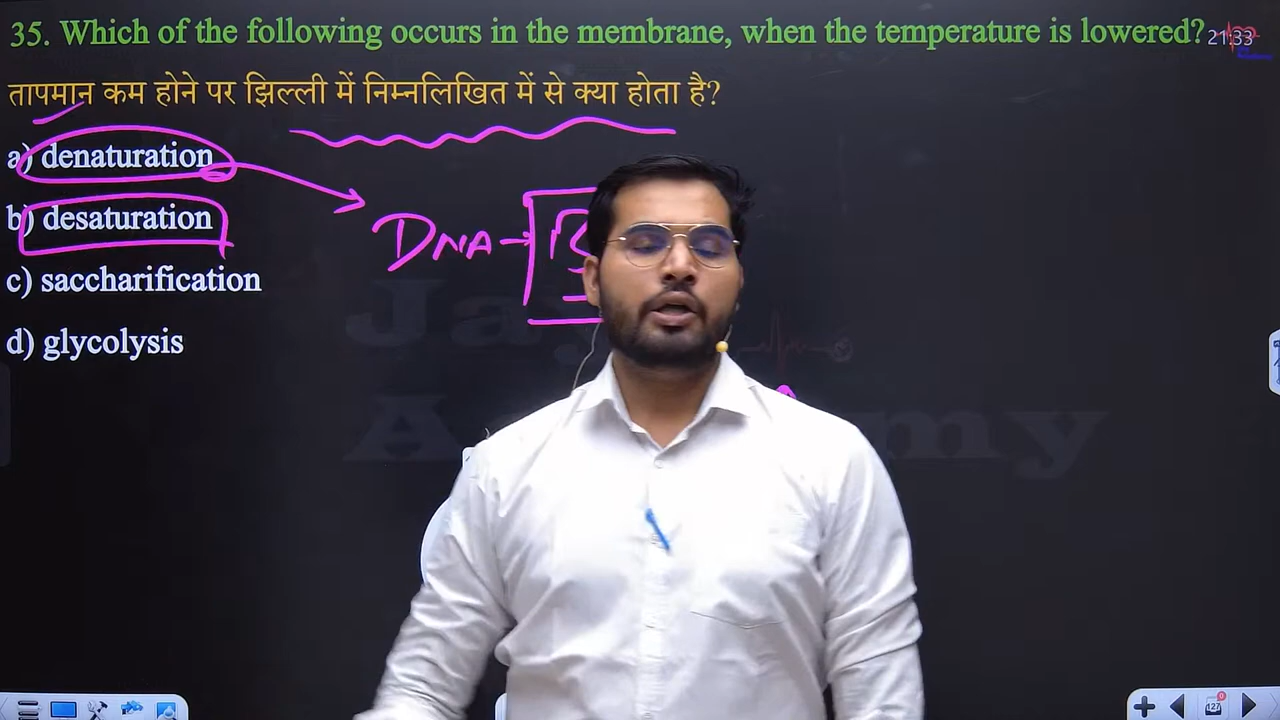 35. Which of the following occurs in the membrane, when the temperature is lowered?
21:33
तापमान कम होने पर झिल्ली में निम्नलिखित में से क्या होता है?
a) denaturation
b) desaturation
DNA
c) saccharification
d) glycolysis
127